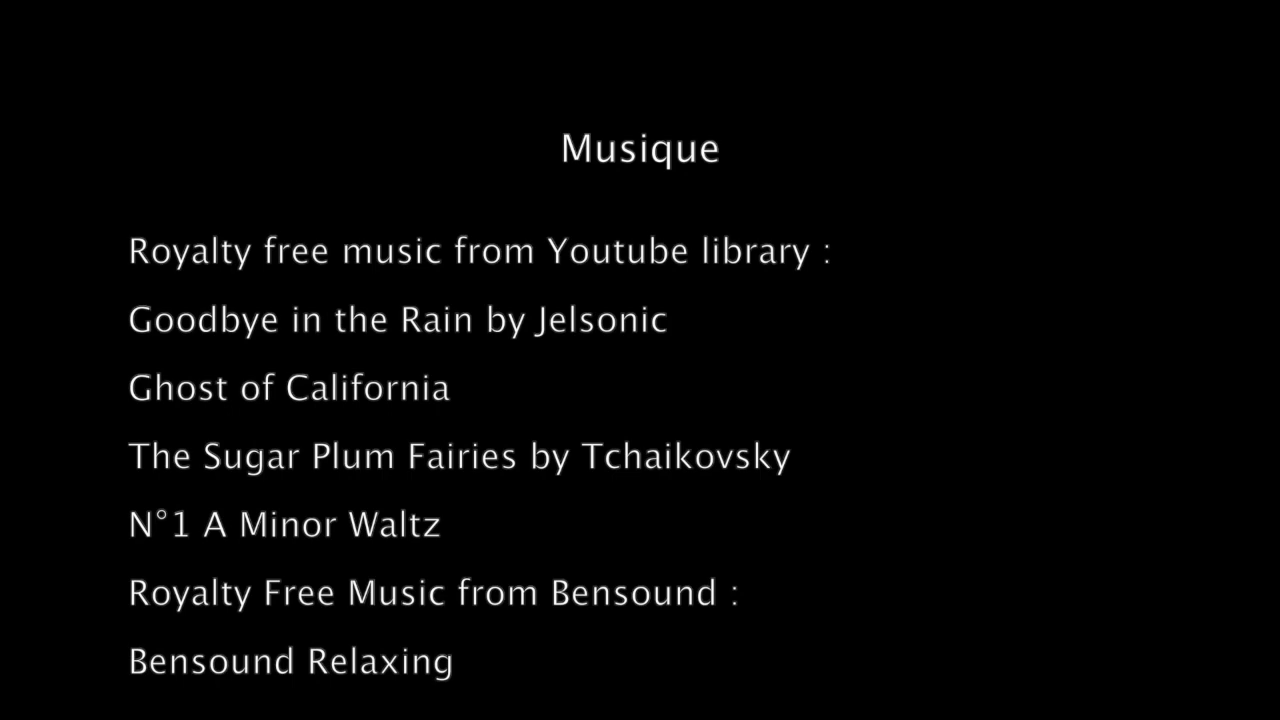 Musique
Royalty free music from Youtube library :
Goodbye in the Rain by Jelsonic
Ghost of California
The Sugar Plum Fairies by Tchaikovsky
N°1 A Minor Waltz
Royalty Free Music from Bensound :
Bensound Relaxing